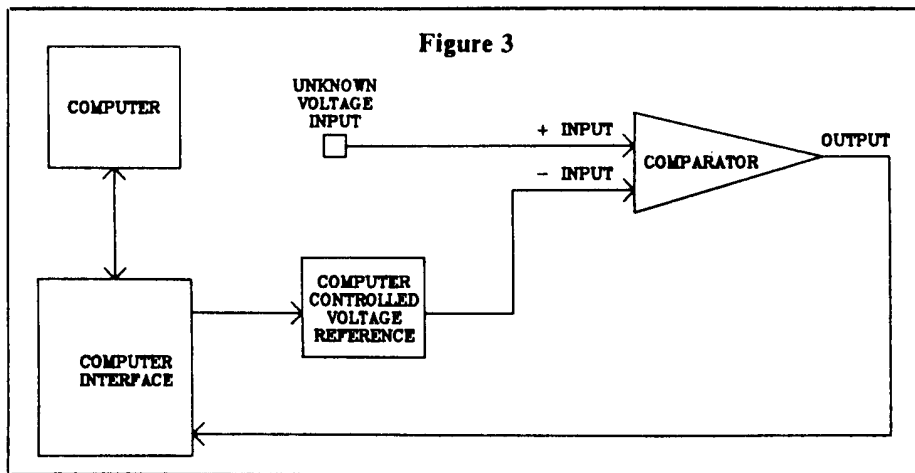 Figure 3
COMPUTER
UNKNOWN
VOLTAGE
INPUT
+ INPUT
- INPUT
COMPARATOR
OUTPUT
COMPUTER
CONTROLLED
VOLTAGE
REFERENCE
COMPUTER
INTERFACE